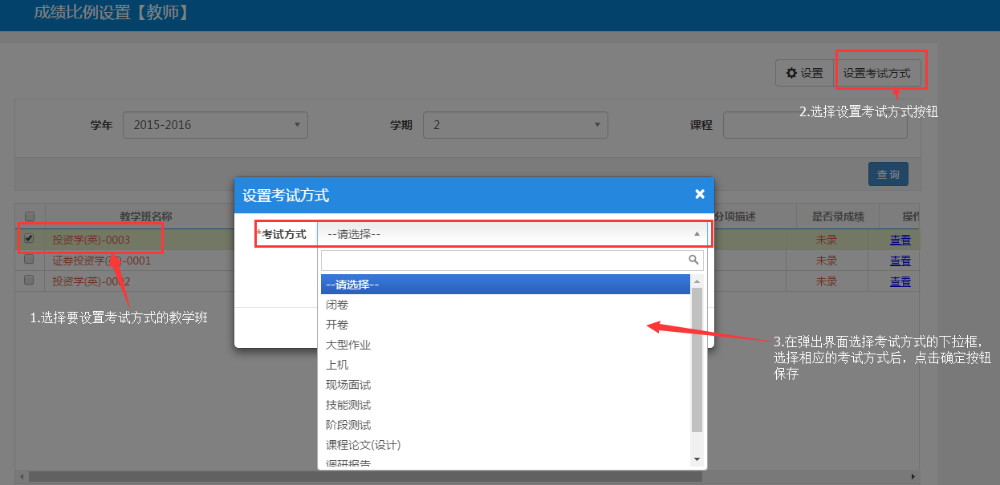 成绩比例设置【教师】
设置 设置考试方式
2.选择设置考试方式按钮
学年 2015-2016 学期 2 课程
查 询
设置考试方式
教学班名称 分项描述 是否录成绩 操作
*考试方式 --请选择--
投资学(英)-0003 未录 查看
证券投资学(英)-0001 未录 查看
投资学(英)-0002 未录 查看
--请选择--
闭卷
1.选择要设置考试方式的教学班
开卷
大型作业
3.在弹出界面选择考试方式的下拉框，
选择相应的考试方式后，点击确定按钮
保存
上机
现场面试
技能测试
阶段测试
课程论文(设计)
调研报告